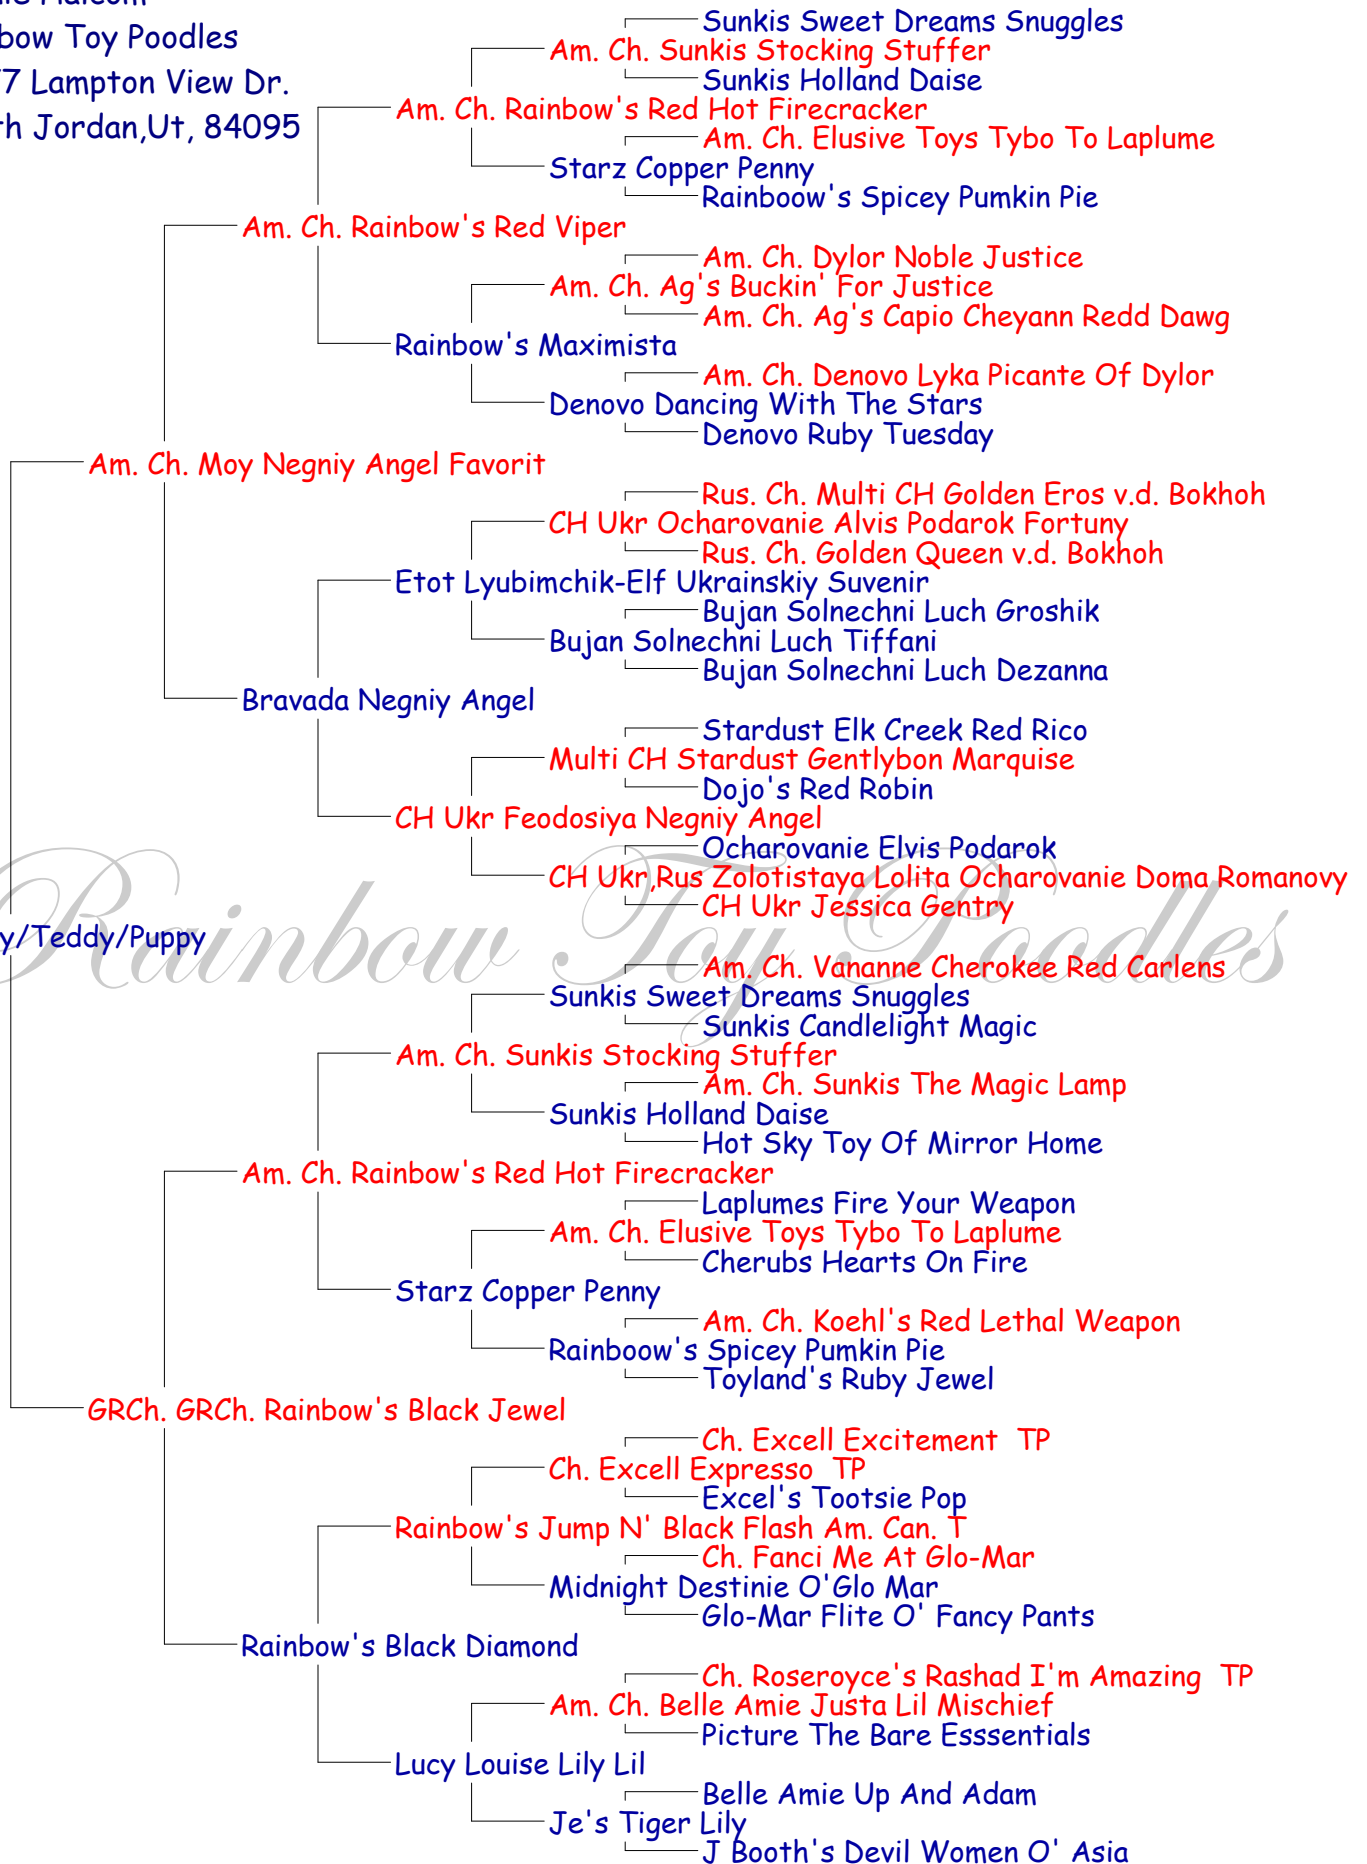 bow Toy Poodles
7 Lampton View Dr.
th Jordan,Ut, 84095
Sunkis Sweet Dreams Snuggles
Am. Ch. Sunkis Stocking Stuffer
Sunkis Holland Daise
Am. Ch. Rainbow's Red Hot Firecracker
Am. Ch. Elusive Toys Tybo To Laplume
Starz Copper Penny
Rainboow's Spicey Pumkin Pie
Am. Ch. Rainbow's Red Viper
Am. Ch. Dylor Noble Justice
Am. Ch. Ag's Buckin' For Justice
Am. Ch. Ag's Capio Cheyann Redd Dawg
Rainbow's Maximista
Am. Ch. Denovo Lyka Picante Of Dylor
Denovo Dancing With The Stars
Denovo Ruby Tuesday
Am. Ch. Moy Negniy Angel Favorit
Rus. Ch. Multi CH Golden Eros v.d. Bokhoh
CH Ukr Ocharovanie Alvis Podarok Fortuny
Rus. Ch. Golden Queen v.d. Bokhoh
Etot Lyubimchik-Elf Ukrainskiy Suvenir
Bujan Solnechni Luch Groshik
Bujan Solnechni Luch Tiffani
Bujan Solnechni Luch Dezanna
Bravada Negniy Angel
Stardust Elk Creek Red Rico
Multi CH Stardust Gentlybon Marquise
Dojo's Red Robin
CH Ukr Feodosiya Negniy Angel
Ocharovanie Elvis Podarok
CH Ukr,Rus Zolotistaya Lolita Ocharovanie Doma Romanovy
CH Ukr Jessica Gentry
y/Teddy/Puppy
Rainbow Toy Poodles
Am. Ch. Vananne Cherokee Red Carlens
Sunkis Sweet Dreams Snuggles
Sunkis Candlelight Magic
Am. Ch. Sunkis Stocking Stuffer
Am. Ch. Sunkis The Magic Lamp
Sunkis Holland Daise
Hot Sky Toy Of Mirror Home
Am. Ch. Rainbow's Red Hot Firecracker
Laplumes Fire Your Weapon
Am. Ch. Elusive Toys Tybo To Laplume
Cherubs Hearts On Fire
Starz Copper Penny
Am. Ch. Koehl's Red Lethal Weapon
Rainboow's Spicey Pumkin Pie
Toyland's Ruby Jewel
GRCh. GRCh. Rainbow's Black Jewel
Ch. Excell Excitement TP
Ch. Excell Expresso TP
Excel's Tootsie Pop
Rainbow's Jump N' Black Flash Am. Can. T
Ch. Fanci Me At Glo-Mar
Midnight Destinie O'Glo Mar
Glo-Mar Flite O' Fancy Pants
Rainbow's Black Diamond
Ch. Roseroyce's Rashad I'm Amazing TP
Am. Ch. Belle Amie Justa Lil Mischief
Picture The Bare Esssentials
Lucy Louise Lily Lil
Belle Amie Up And Adam
Je's Tiger Lily
J Booth's Devil Women O' Asia